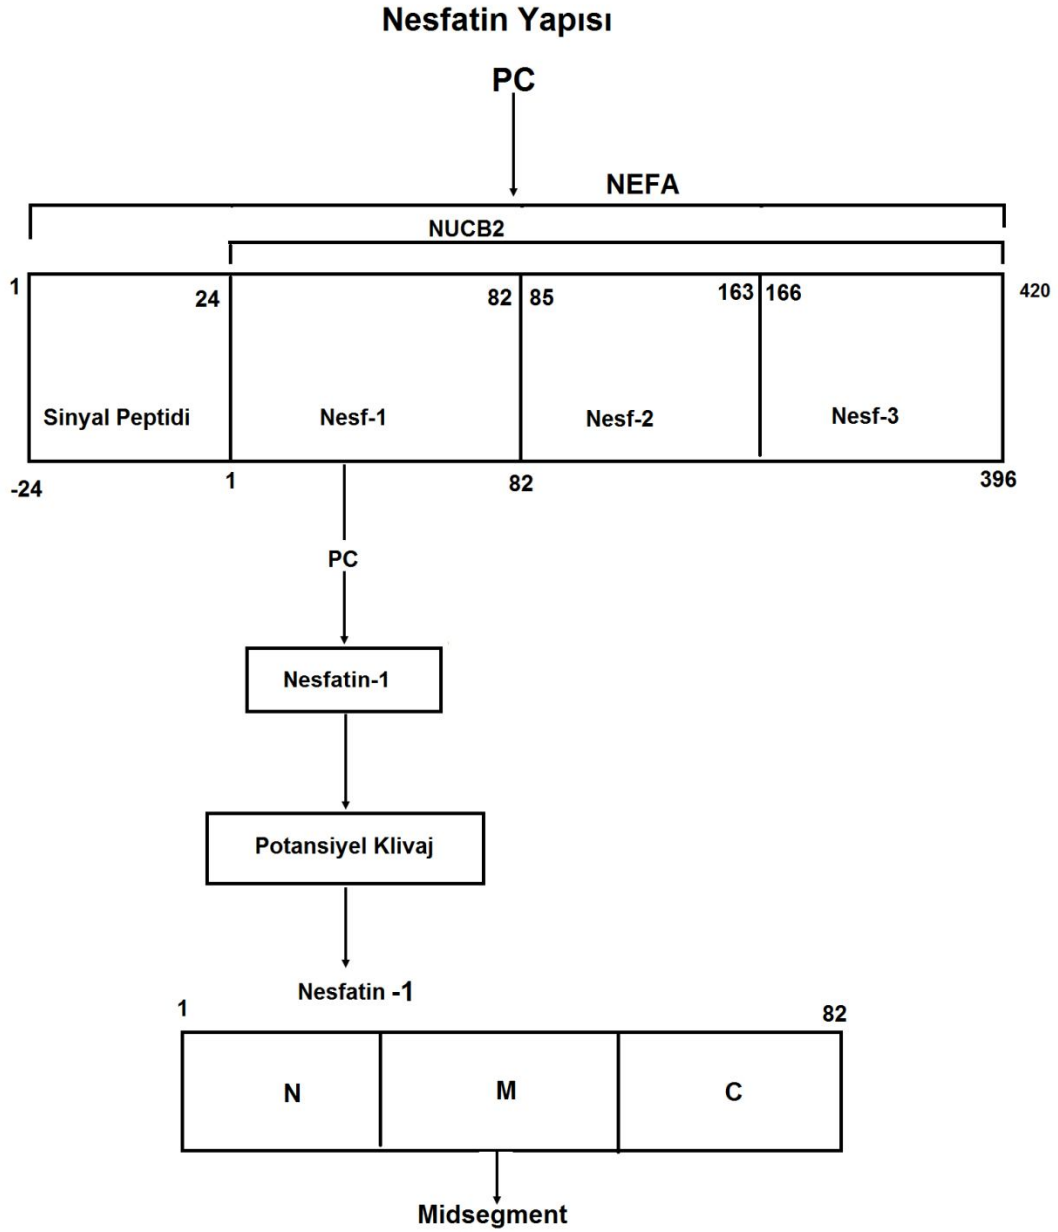 Nesfatin Yapısı
PC
NEFA
NUCB2
1 24 82 85 163 166 420
Sinyal Peptidi Nesf-1 Nesf-2 Nesf-3
-24 1 82 396
PC
Nesfatin-1
Potansiyel Klivaj
Nesfatin -1
1 82
N M C
Midsegment